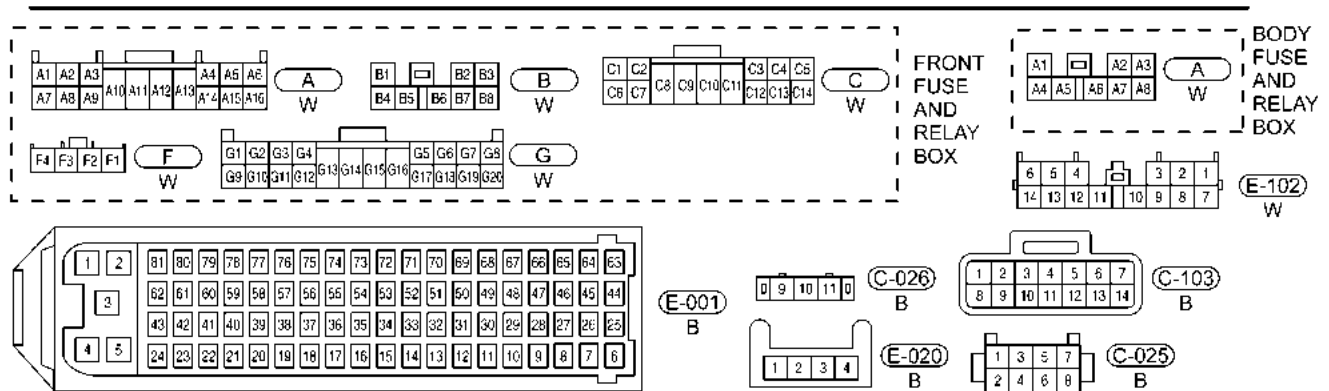 A1 A2 A3 A4 A5 A6
A7 A8 A9 A10 A11 A12 A13 A14 A15 A16
A
W
B1 B2 B3
B4 B5 B6 B7 B8
B
W
C1 C2 C3 C4 C5
C6 C7 C8 C9 C10 C11 C12 C13 C14
C
W
F4 F3 F2 F1
F
W
G1 G2 G3 G4 G5 G6 G7 G8
G9 G10 G11 G12 G13 G14 G15 G16 G17 G18 G19 G20
G
W
FRONT
FUSE
AND
RELAY
BOX
A1 A2 A3
A4 A5 A6 A7 A8
A
W
BODY
FUSE
AND
RELAY
BOX
6 5 4 3 2 1
14 13 12 11 10 9 8 7
E-102
W
1 2 81 80 79 78 77 76 75 74 73 72 71 70 69 68 67 66 65 64 63
3 62 61 60 59 58 57 56 55 54 53 52 51 50 49 48 47 46 45 44
43 42 41 40 39 38 37 36 35 34 33 32 31 30 29 28 27 26 25
4 5 24 23 22 21 20 19 18 17 16 15 14 13 12 11 10 9 8 7 6
E-001
B
9 10 11
C-026
B
1 2 3 4
E-020
B
1 2 3 4 5 6 7
8 9 10 11 12 13 14
C-103
B
1 3 5 7
2 4 6 8
C-025
B